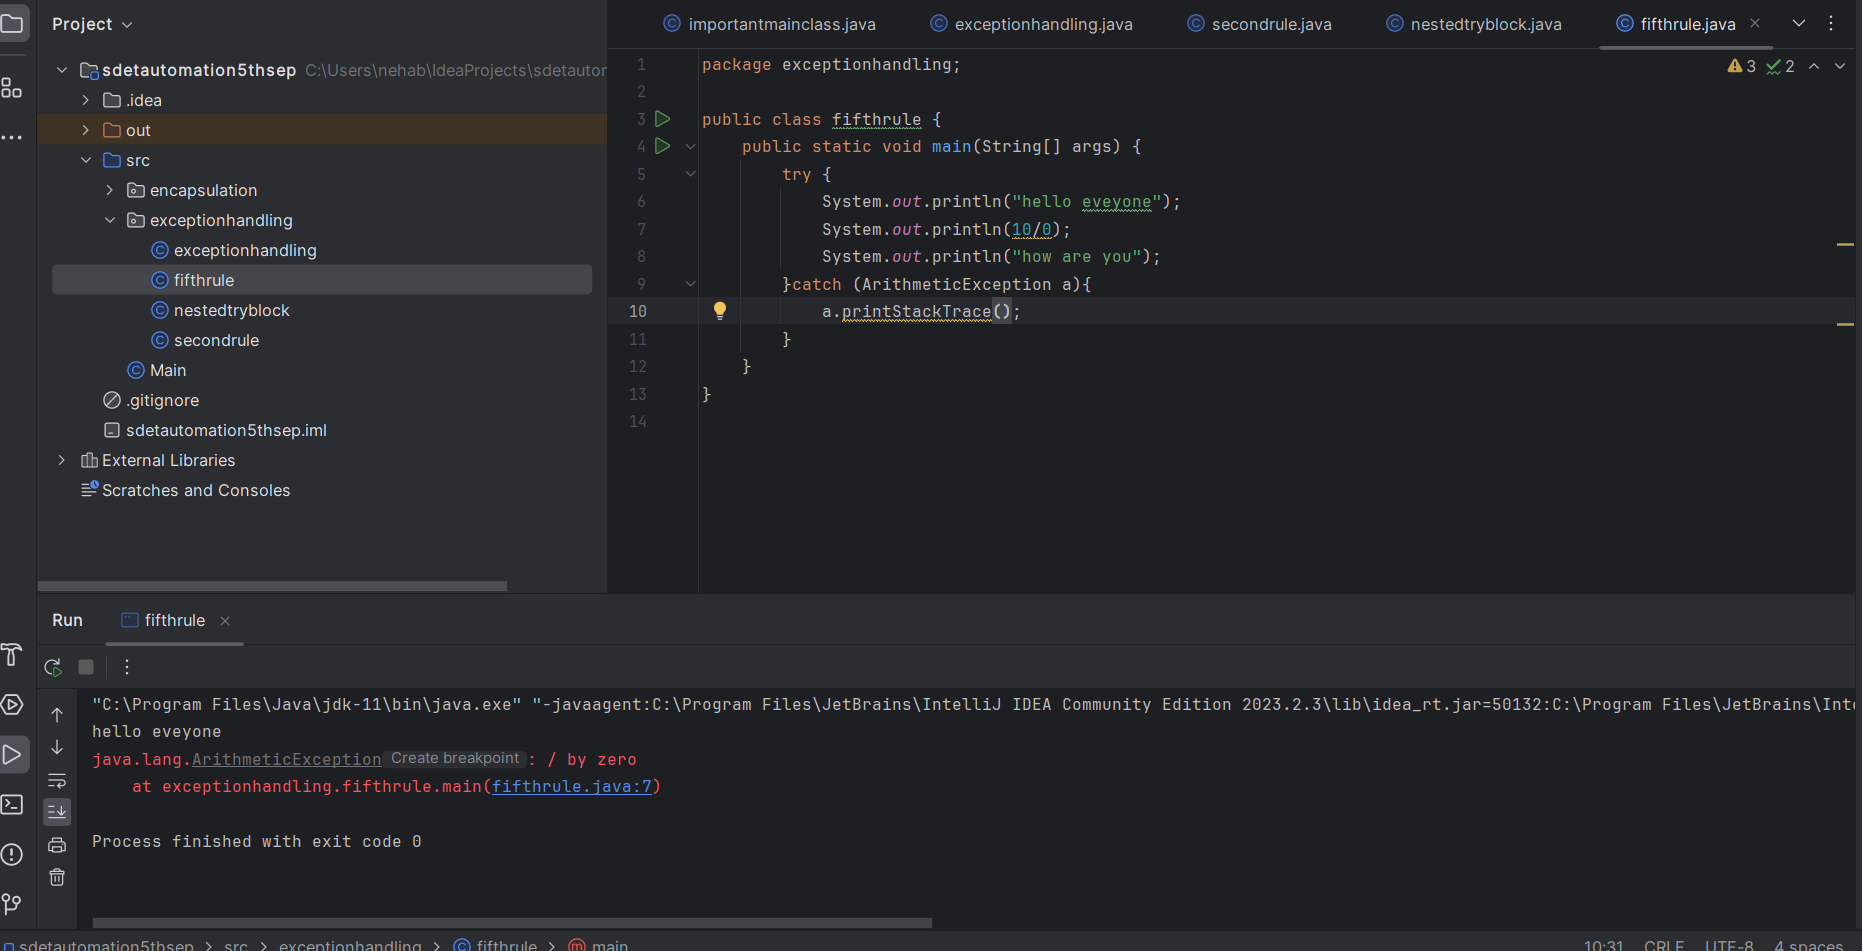 Project
importantmainclass.java
exceptionhandling.java
secondrule.java
nestedtryblock.java
fifthrule.java
sdetautomation5thsep C:\Users\nehab\IdeaProjects\sdetautor
.idea
out
src
encapsulation
exceptionhandling
exceptionhandling
fifthrule
nestedtryblock
secondrule
Main
.gitignore
sdetautomation5thsep.iml
External Libraries
Scratches and Consoles
3 2
1 package exceptionhandling;
2
3 public class fifthrule {
4 public static void main(String[] args) {
5 try {
6 System.out.println("hello eveyone");
7 System.out.println(10/0);
8 System.out.println("how are you");
9 }catch (ArithmeticException a){
10 a.printStackTrace();
11 }
12 }
13 }
14
Run fifthrule
"C:\Program Files\Java\jdk-11\bin\java.exe" "-javaagent:C:\Program Files\JetBrains\IntelliJ IDEA Community Edition 2023.2.3\lib\idea_rt.jar=50132:C:\Program Files\JetBrains\Inte
hello eveyone
java.lang.ArithmeticException Create breakpoint : / by zero
at exceptionhandling.fifthrule.main(fifthrule.java:7)
Process finished with exit code 0
sdetautomation5thsep > src > exceptionhandling > fifthrule > main 10:31 CRLF UTF-8 4 spaces